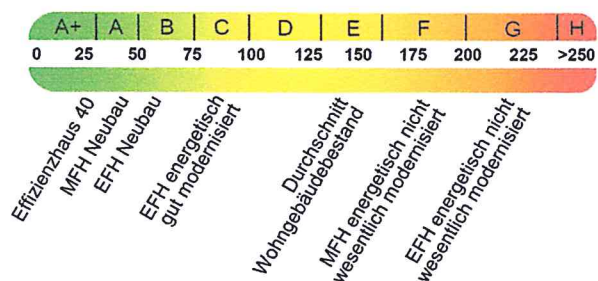 A+ A B C D E F G H
0 25 50 75 100 125 150 175 200 225 >250
Effizienzhaus 40
MFH Neubau
EFH Neubau
EFH energetisch
gut modernisiert
Durchschnitt
Wohngebäudebestand
MFH energetisch nicht
wesentlich modernisiert
EFH energetisch nicht
wesentlich modernisiert